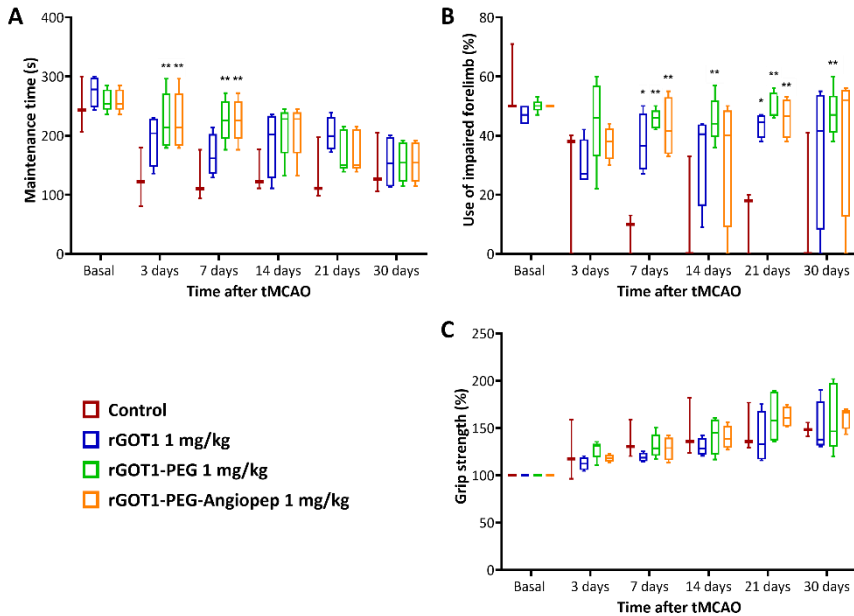 A
Maintenance time (s)
400
300
200
100
0
** ** ** **
Basal 3 days 7 days 14 days 21 days 30 days
Time after tMCAO
B
Use of impaired forelimb (%)
80
60
40
20
0
* ** ** ** * ** ** **
Basal 3 days 7 days 14 days 21 days 30 days
Time after tMCAO
Control
rGOT1 1 mg/kg
rGOT1-PEG 1 mg/kg
rGOT1-PEG-Angiopep 1 mg/kg
C
Grip strength (%)
250
200
150
100
50
0
Basal 3 days 7 days 14 days 21 days 30 days
Time after tMCAO